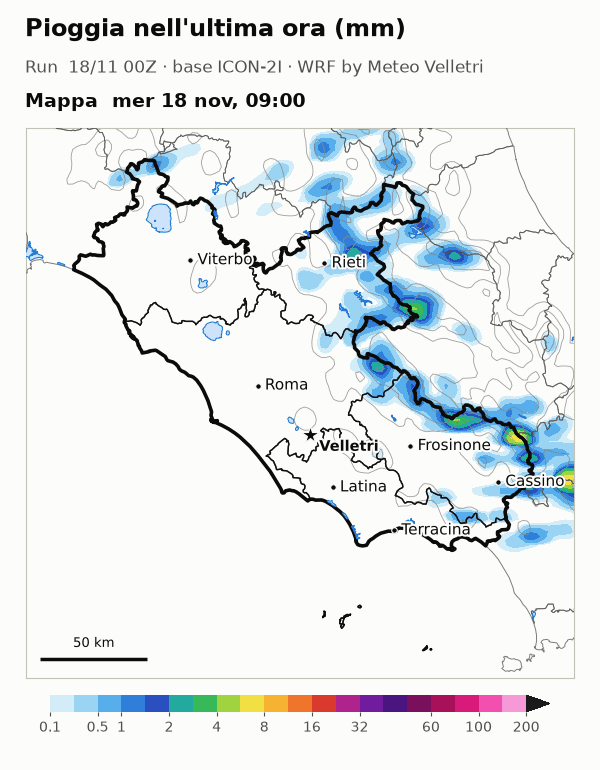 Pioggia nell'ultima ora (mm)
Run  18/11 00Z · base ICON-2I · WRF by Meteo Velletri
Mappa  mer 18 nov, 09:00
Viterbo
Rieti
Roma
Velletri
Frosinone
Cassino
Latina
Terracina
50 km
0.1 0.5 1 2 4 8 16 32 60 100 200